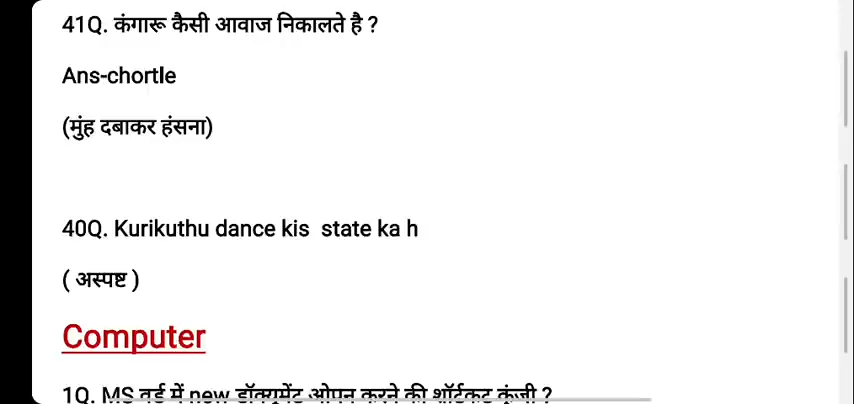 41Q. कंगारू कैसी आवाज निकालते है ?
Ans-chortle
(मुंह दबाकर हंसना)
40Q. Kurikuthu dance kis state ka h
( अस्पष्ट )
Computer
1Q. MS वर्ड में new डॉक्यूमेंट ओपन करने की शॉर्टकट कुंजी ?